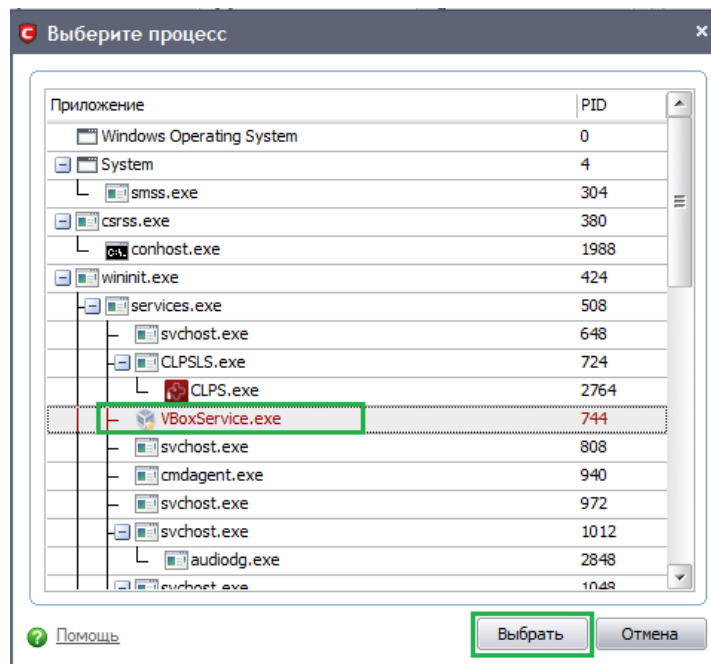 Выберите процесс
Приложение PID
Windows Operating System 0
System 4
smss.exe 304
csrss.exe 380
C:\. conhost.exe 1988
wininit.exe 424
services.exe 508
svchost.exe 648
CLPSLS.exe 724
CLPS.exe 2764
VBoxService.exe 744
svchost.exe 808
cmdagent.exe 940
svchost.exe 972
svchost.exe 1012
audiodg.exe 2848
svchost.exe 1048
Помощь Выбрать Отмена